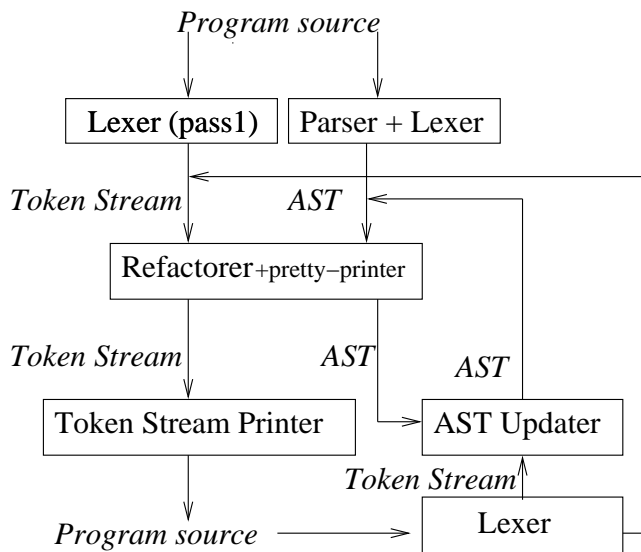 Program source
Lexer (pass1)
Parser + Lexer
Token Stream
AST
Refactorer +pretty−printer
Token Stream
AST
AST
Token Stream Printer
AST Updater
Token Stream
Program source
Lexer